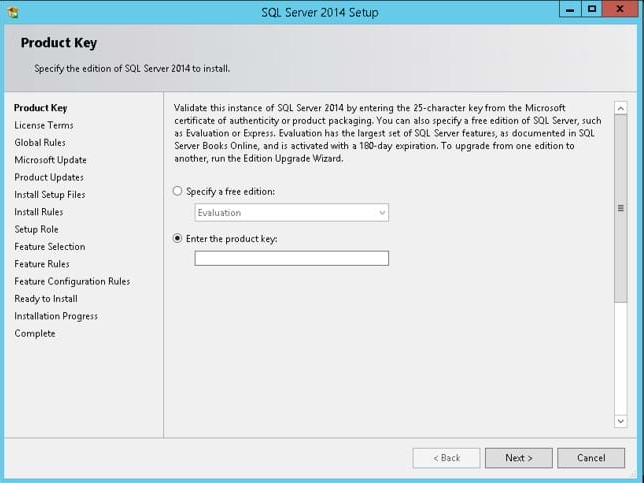 SQL Server 2014 Setup
Product Key
Specify the edition of SQL Server 2014 to install.
Product Key
License Terms
Global Rules
Microsoft Update
Product Updates
Install Setup Files
Install Rules
Setup Role
Feature Selection
Feature Rules
Feature Configuration Rules
Ready to Install
Installation Progress
Complete
Validate this instance of SQL Server 2014 by entering the 25-character key from the Microsoft
certificate of authenticity or product packaging. You can also specify a free edition of SQL Server, such
as Evaluation or Express. Evaluation has the largest set of SQL Server features, as documented in SQL
Server Books Online, and is activated with a 180-day expiration. To upgrade from one edition to
another, run the Edition Upgrade Wizard.
Specify a free edition:
Evaluation
Enter the product key:
< Back
Next >
Cancel